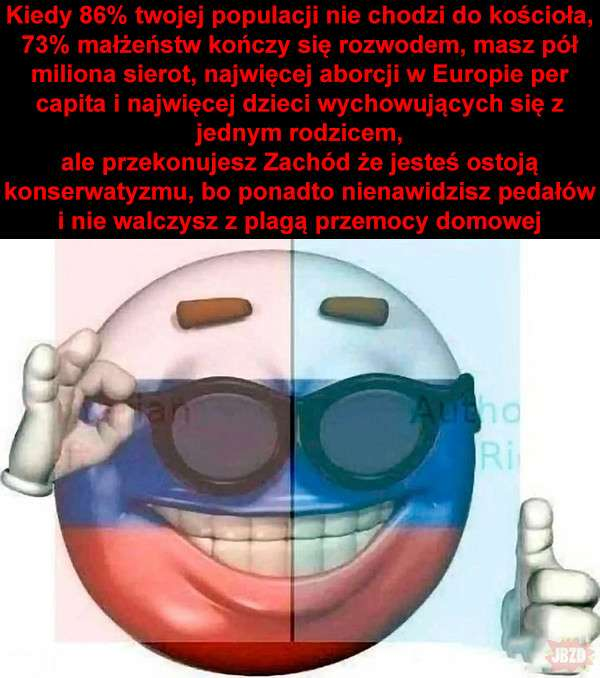 Kiedy 86% twojej populacji nie chodzi do kościoła,
73% małżeństw kończy się rozwodem, masz pół
miliona sierot, najwięcej aborcji w Europie per
capita i najwięcej dzieci wychowujących się z
jednym rodzicem,
ale przekonujesz Zachód że jesteś ostoją
konserwatyzmu, bo ponadto nienawidzisz pedałów
i nie walczysz z plagą przemocy domowej
Autho
Ri
JBZD